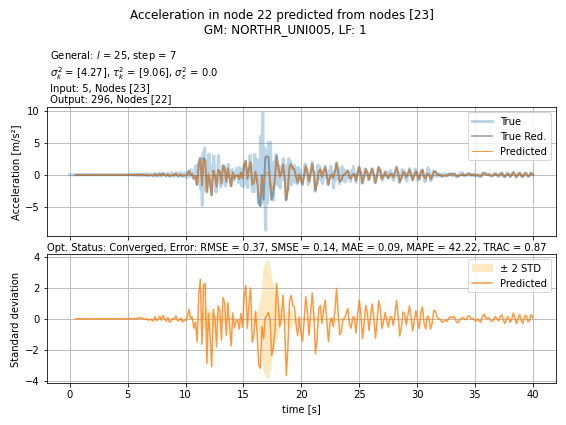 Acceleration in node 22 predicted from nodes [23]
GM: NORTHR_UNI005, LF: 1
General: l = 25, step = 7
σ²ₖ = [4.27], τ²ₖ = [9.06], σ²ε = 0.0
Input: 5, Nodes [23]
Output: 296, Nodes [22]
Acceleration [m/s²]
10
5
0
−5
True
True Red.
Predicted
Opt. Status: Converged, Error: RMSE = 0.37, SMSE = 0.14, MAE = 0.09, MAPE = 42.22, TRAC = 0.87
Standard deviation
4
2
0
−2
−4
± 2 STD
Predicted
0 5 10 15 20 25 30 35 40
time [s]